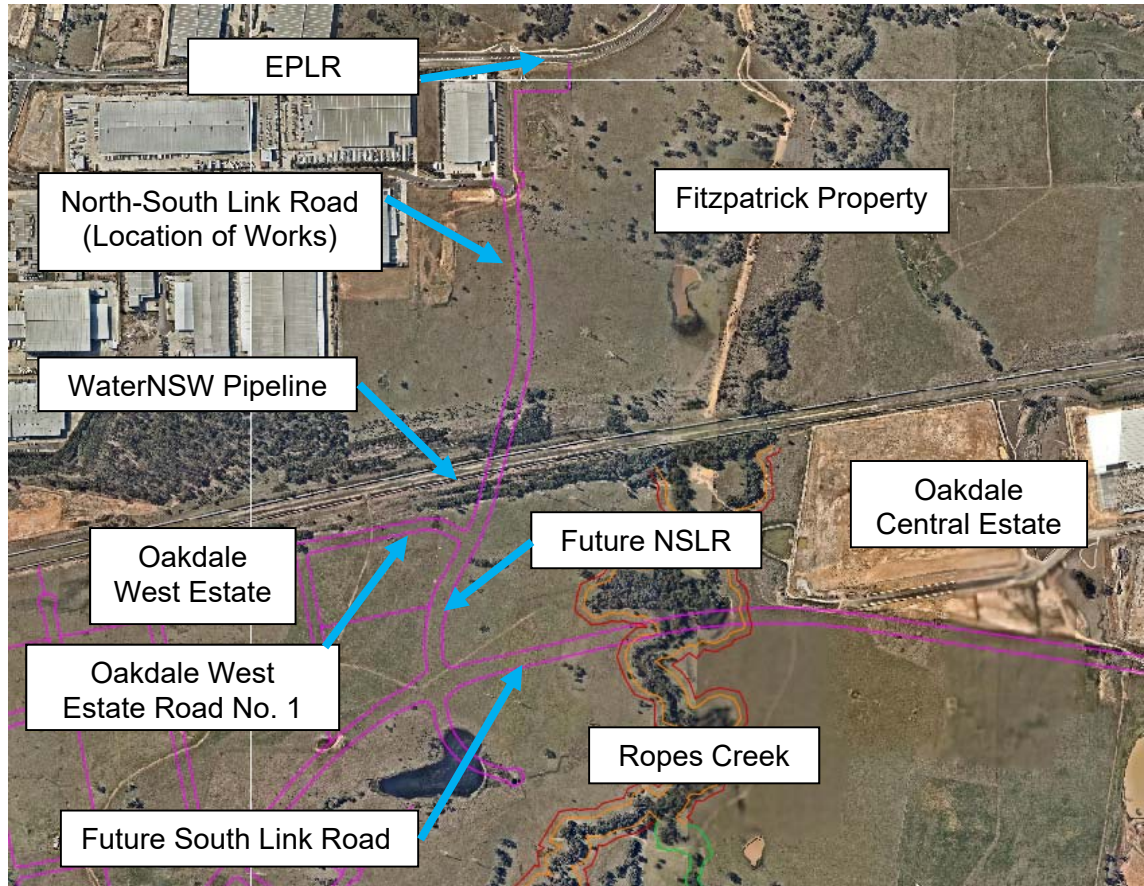 EPLR
North-South Link Road
(Location of Works)
Fitzpatrick Property
WaterNSW Pipeline
Oakdale
Central Estate
Future NSLR
Oakdale
West Estate
Oakdale West
Estate Road No. 1
Ropes Creek
Future South Link Road